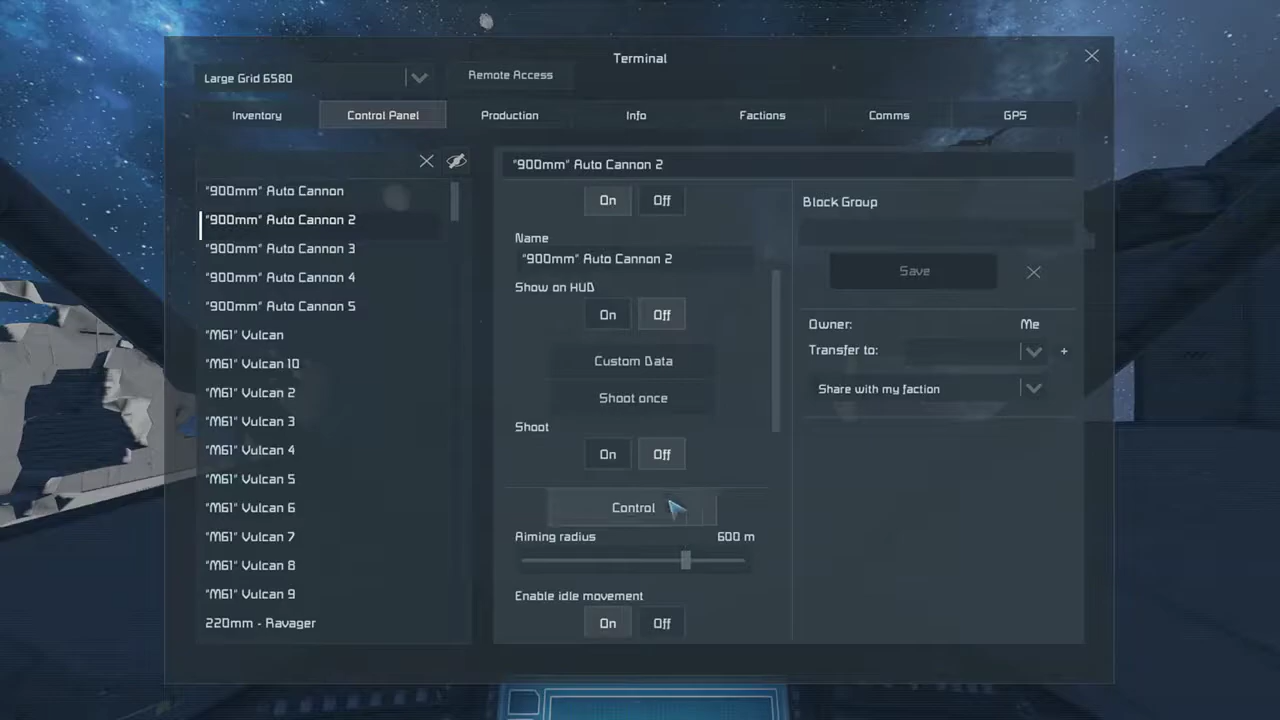 Terminal
Large Grid 6580
Remote Access
Inventory
Control Panel
Production
Info
Factions
Comms
GPS
"900mm" Auto Cannon
"900mm" Auto Cannon 2
"900mm" Auto Cannon 3
"900mm" Auto Cannon 4
"900mm" Auto Cannon 5
"M61" Vulcan
"M61" Vulcan 10
"M61" Vulcan 2
"M61" Vulcan 3
"M61" Vulcan 4
"M61" Vulcan 5
"M61" Vulcan 6
"M61" Vulcan 7
"M61" Vulcan 8
"M61" Vulcan 9
220mm - Ravager
"900mm" Auto Cannon 2
On Off
Name
"900mm" Auto Cannon 2
Show on HUD
On Off
Custom Data
Shoot once
Shoot
On Off
Control
Aiming radius 600 m
Enable idle movement
On Off
Block Group
Save
Owner: Me
Transfer to:
Share with my faction